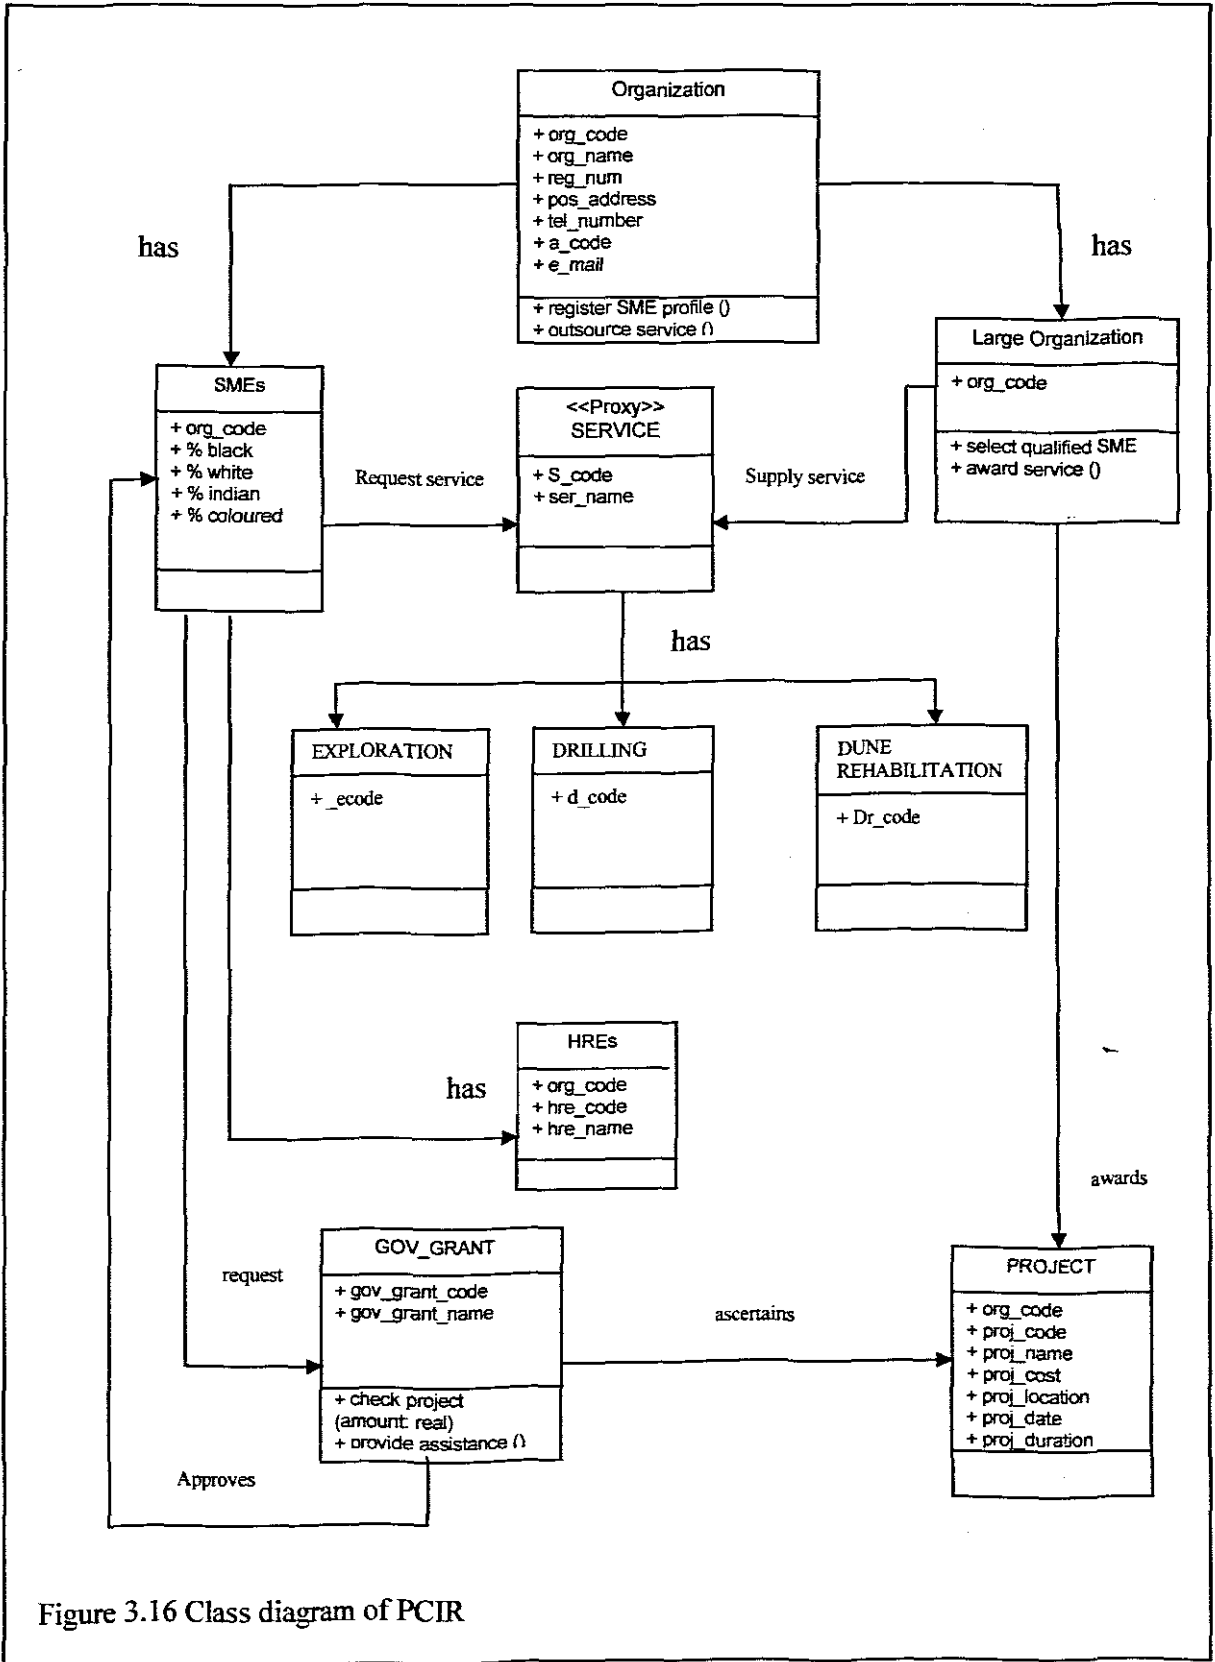 Organization
+ org_code
+ org_name
+ reg_num
+ pos_address
+ tel_number
+ a_code
+ e_mail
+ register SME profile ()
+ outsource service ()
has
has
SMEs
+ org_code
+ % black
+ % white
+ % indian
+ % coloured
Request service
<<Proxy>>
SERVICE
+ S_code
+ ser_name
Supply service
Large Organization
+ org_code
+ select qualified SME
+ award service ()
has
EXPLORATION
+ _ecode
DRILLING
+ d_code
DUNE
REHABILITATION
+ Dr_code
has
HREs
+ org_code
+ hre_code
+ hre_name
awards
request
GOV_GRANT
+ gov_grant_code
+ gov_grant_name
+ check project
(amount: real)
+ provide assistance ()
ascertains
PROJECT
+ org_code
+ proj_code
+ proj_name
+ proj_cost
+ proj_location
+ proj_date
+ proj_duration
Approves
Figure 3.16 Class diagram of PCIR